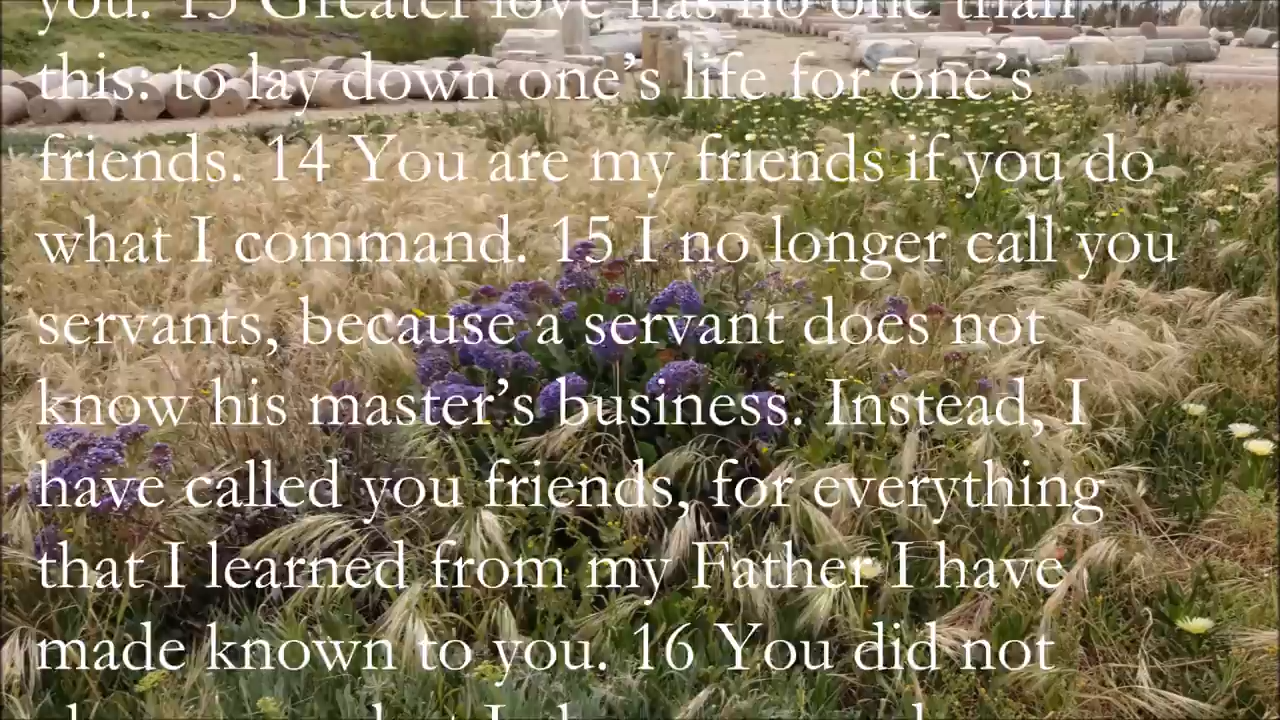 you. 13 Greater love has no one than
this: to lay down one’s life for one’s
friends. 14 You are my friends if you do
what I command. 15 I no longer call you
servants, because a servant does not
know his master’s business. Instead, I
have called you friends, for everything
that I learned from my Father I have
made known to you. 16 You did not